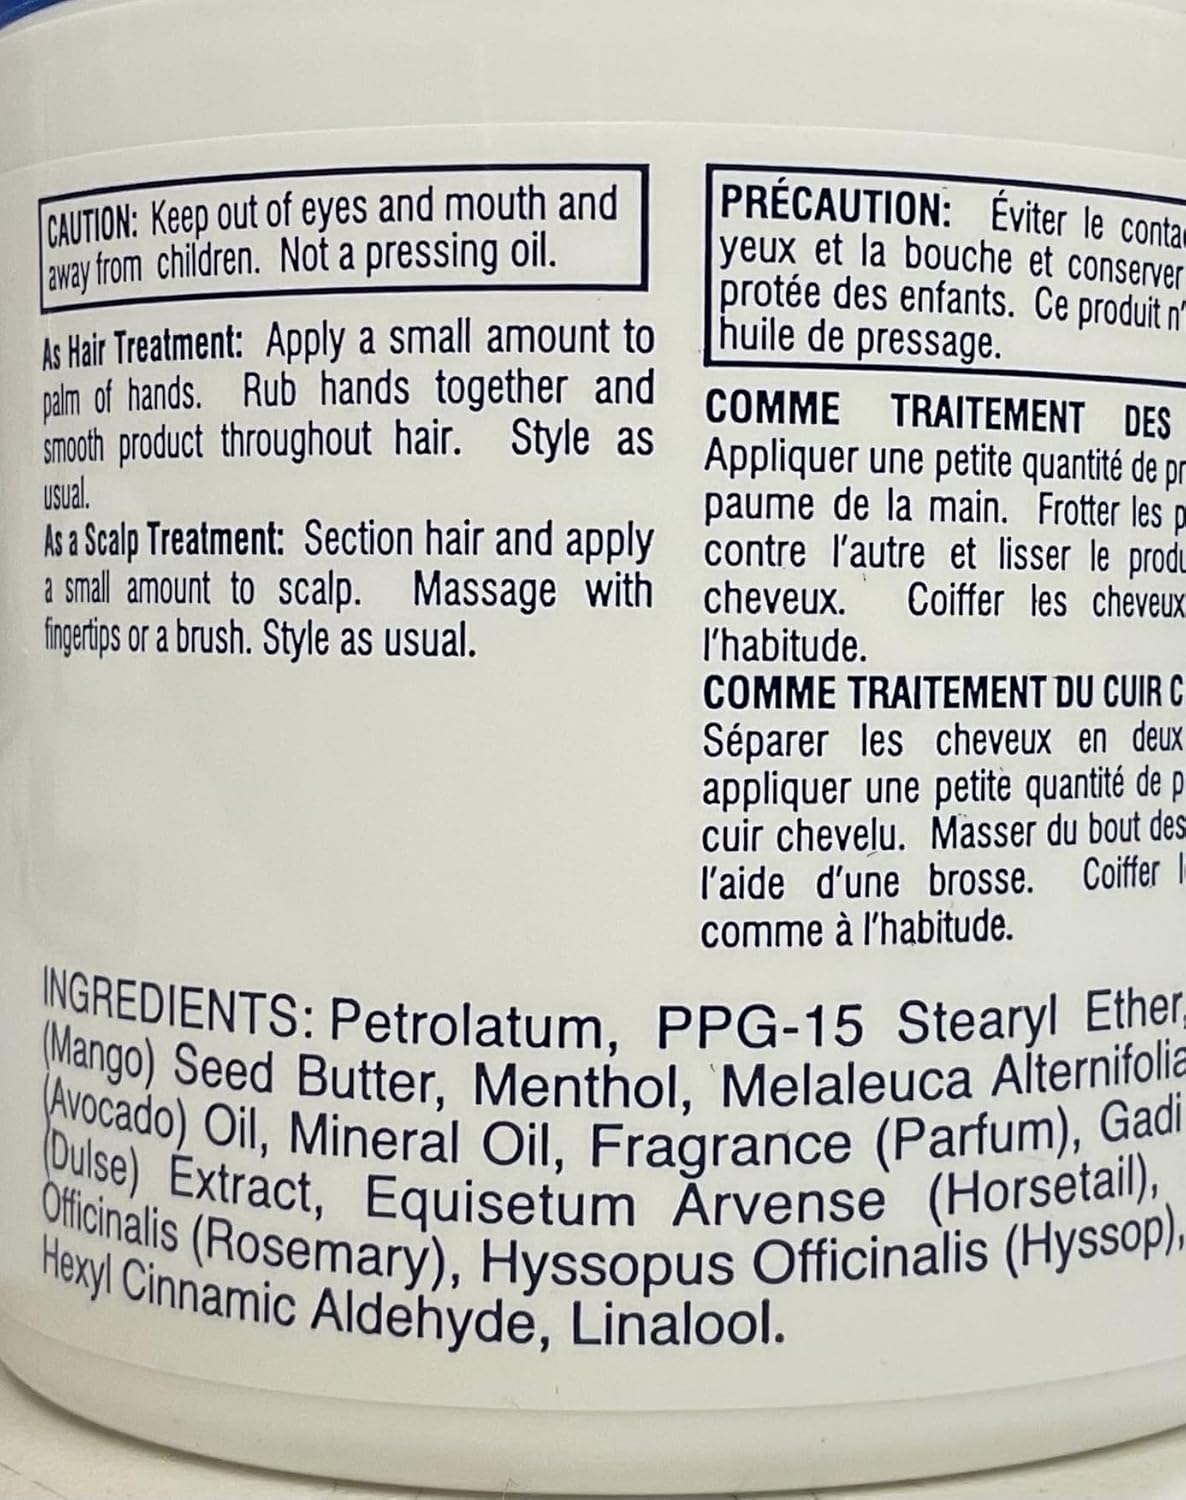 CAUTION: Keep out of eyes and mouth and
away from children. Not a pressing oil.
As Hair Treatment: Apply a small amount to
palm of hands. Rub hands together and
smooth product throughout hair. Style as
usual.
As a Scalp Treatment: Section hair and apply
a small amount to scalp. Massage with
fingertips or a brush. Style as usual.
PRÉCAUTION: Éviter le
yeux et la bouche et conserver
protée des enfants. Ce produit
huile de pressage.
COMME TRAITEMENT DES
Appliquer une petite quantité de
paume de la main. Frotter les
contre l'autre et lisser le
cheveux. Coiffer les cheveux
l'habitude.
COMME TRAITEMENT DU CUIR
Séparer les cheveux en deux
appliquer une petite quantité de
cuir chevelu. Masser du bout des
l'aide d'une brosse. Coiffer
comme à l'habitude.
INGREDIENTS: Petrolatum, PPG-15 Stearyl Ether,
(Mango) Seed Butter, Menthol, Melaleuca Alternifolia
(Avocado) Oil, Mineral Oil, Fragrance (Parfum),
(Dulse) Extract, Equisetum Arvense (Horsetail),
Officinalis (Rosemary), Hyssopus Officinalis (Hyssop),
Hexyl Cinnamic Aldehyde, Linalool.